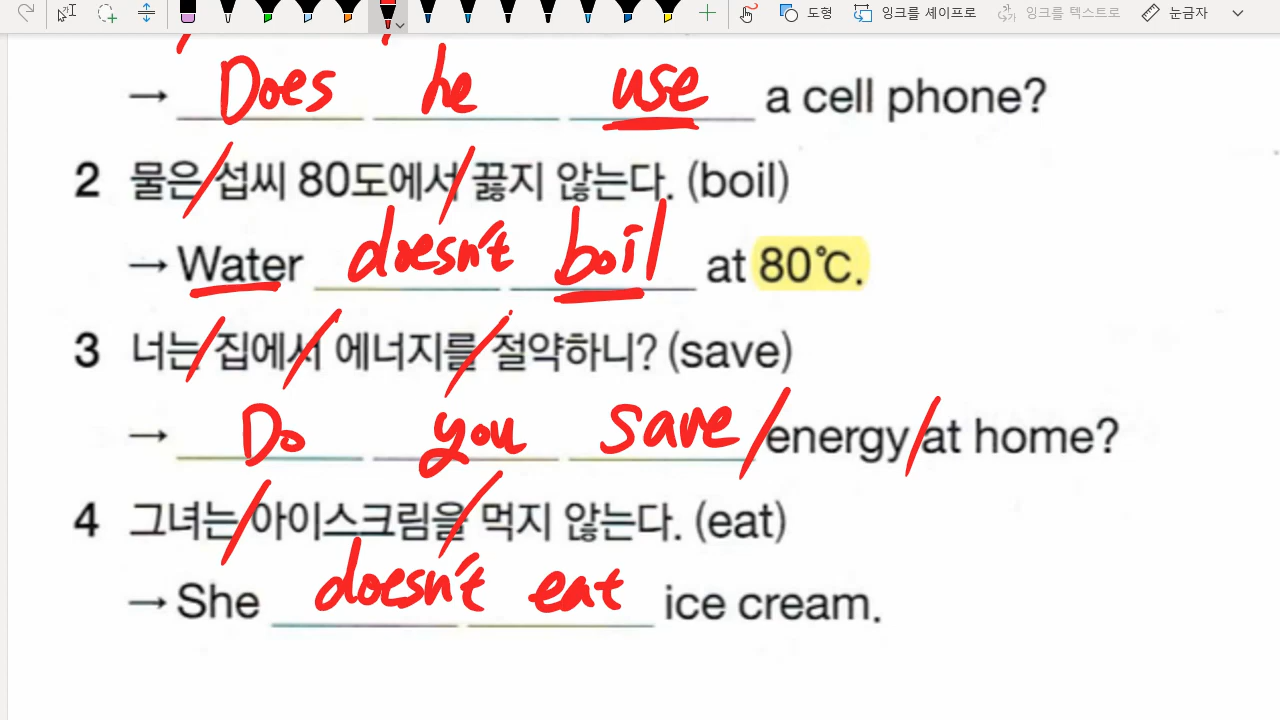 도형 잉크를 셰이프로 잉크를 텍스트로 눈금자
→ Does he use a cell phone?
2 물은/섭씨 80도에서/끓지 않는다. (boil)
→ Water doesn't boil at 80℃.
3 너는/집에서/에너지를/절약하니? (save)
→ Do you save/energy/at home?
4 그녀는/아이스크림을/먹지 않는다. (eat)
→ She doesn't eat ice cream.